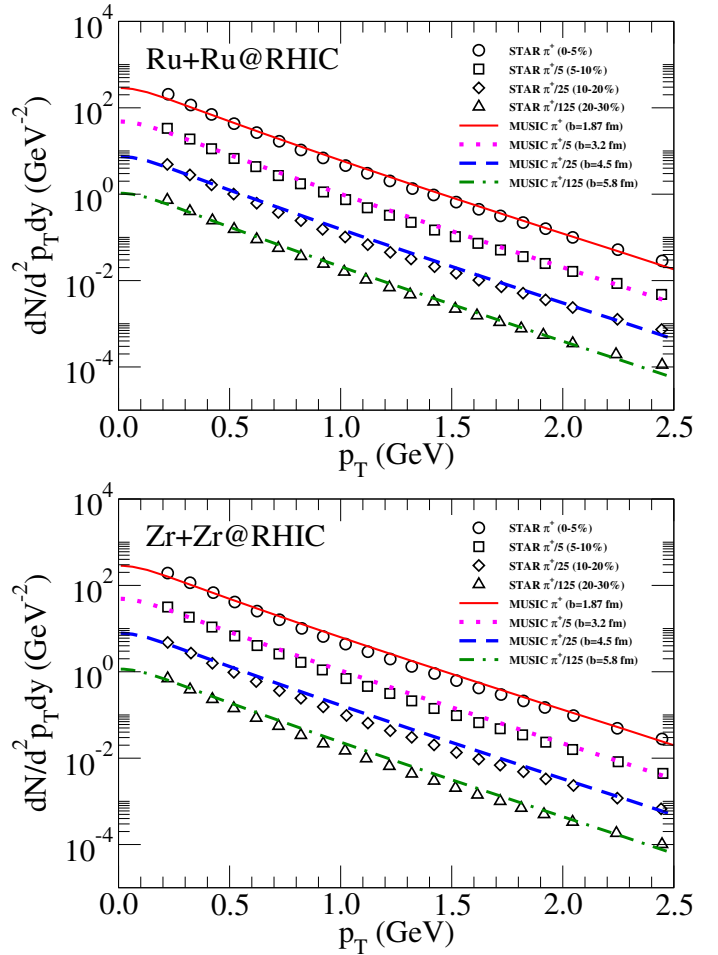 10^4
Ru+Ru@RHIC
STAR π+ (0-5%)
STAR π+/5 (5-10%)
10^2
STAR π+/25 (10-20%)
STAR π+/125 (20-30%)
MUSIC π+ (b=1.87 fm)
MUSIC π+/5 (b=3.2 fm)
10^0
MUSIC π+/25 (b=4.5 fm)
MUSIC π+/125 (b=5.8 fm)
10^-2
10^-4
dN/d^2p_T dy (GeV^-2)
0.0 0.5 1.0 1.5 2.0 2.5
p_T (GeV)
10^4
Zr+Zr@RHIC
STAR π+ (0-5%)
STAR π+/5 (5-10%)
10^2
STAR π+/25 (10-20%)
STAR π+/125 (20-30%)
MUSIC π+ (b=1.87 fm)
MUSIC π+/5 (b=3.2 fm)
10^0
MUSIC π+/25 (b=4.5 fm)
MUSIC π+/125 (b=5.8 fm)
10^-2
10^-4
dN/d^2p_T dy (GeV^-2)
0.0 0.5 1.0 1.5 2.0 2.5
p_T (GeV)